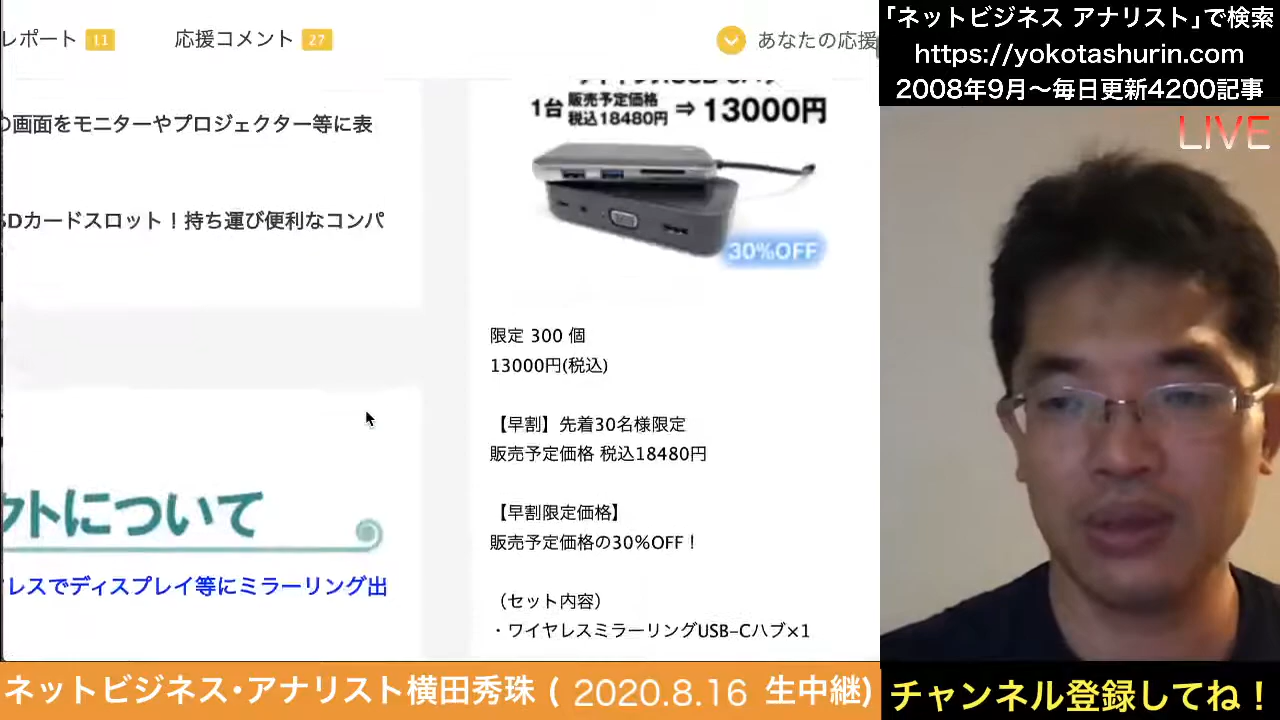 レポート 11
応援コメント 27
あなたの応援
1台 販売予定価格 税込18480円 ⇒ 13000円
の画面をモニターやプロジェクター等に表
SDカードスロット！持ち運び便利なコンパ
30%OFF
限定 300 個
13000円(税込)
【早割】先着30名様限定
販売予定価格 税込18480円
【早割限定価格】
販売予定価格の30%OFF！
（セット内容）
・ワイヤレスミラーリングUSB-Cハブ×1
クトについて
レスでディスプレイ等にミラーリング出
「ネットビジネス アナリスト」で検索
https://yokotashurin.com
2008年9月～毎日更新4200記事
LIVE
ネットビジネス・アナリスト横田秀珠 ( 2020.8.16 生中継)
チャンネル登録してね！